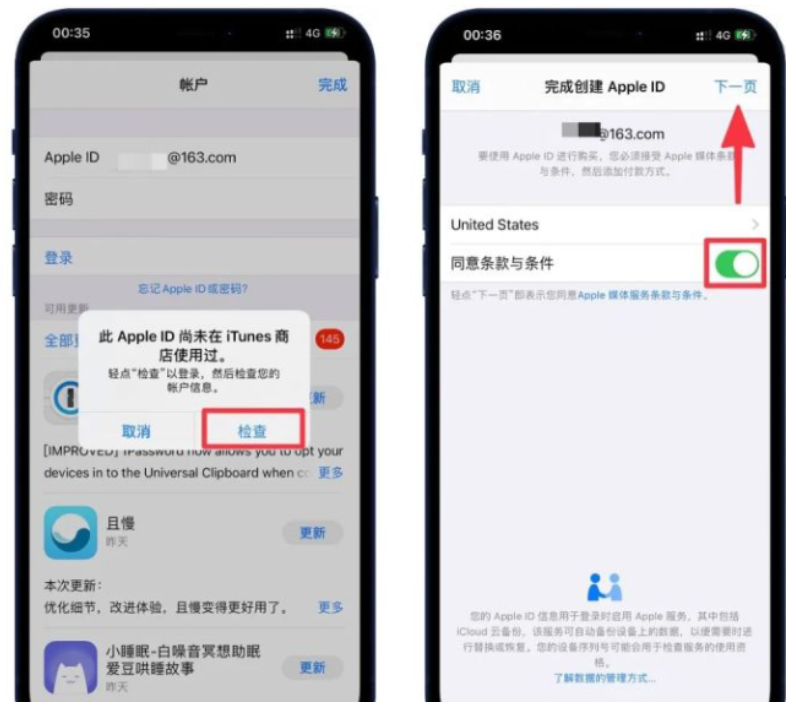 00:35
4G
帐户
完成
Apple ID
@163.com
密码
登录
忘记 Apple ID 或密码?
可用更新
全部
145
此 Apple ID 尚未在 iTunes 商
店使用过。
轻点“检查”以登录，然后检查您的
帐户信息。
新
取消
检查
[IMPROVED] 1Password now allows you to opt your
devices in to the Universal Clipboard when
更多
且慢
昨天
更新
本次更新：
优化细节，改进体验，且慢变得更好用了。
更多
小睡眠-白噪音冥想助眠
爱豆哄睡故事
昨天
更新
00:36
4G
取消
完成创建 Apple ID
下一页
@163.com
要使用 Apple ID 进行购买，您必须接受 Apple 媒体条款
与条件，然后添加付款方式。
United States
同意条款与条件
轻点“下一页”即表示您同意Apple 媒体服务条款与条件。
您的 Apple ID 信息用于登录时启用 Apple 服务，其中包括
iCloud 云备份，该服务可自动备份设备上的数据，以便需要时进
行替换或恢复。您的设备序列号可能会用于检查服务的使用资
格。
了解数据的管理方式...